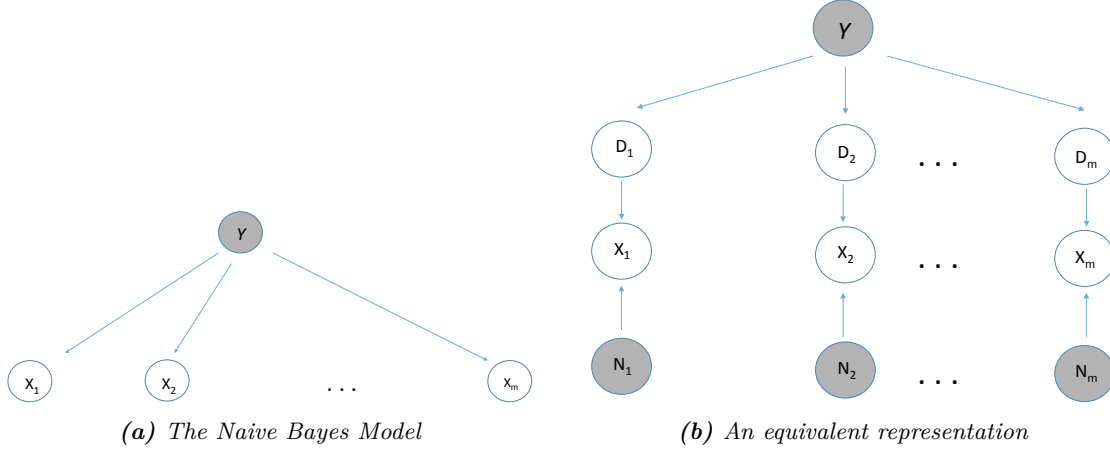 Y
X1 X2 ... Xm
(a) The Naive Bayes Model
Y
D1 D2 ... Dm
X1 X2 ... Xm
N1 N2 ... Nm
(b) An equivalent representation